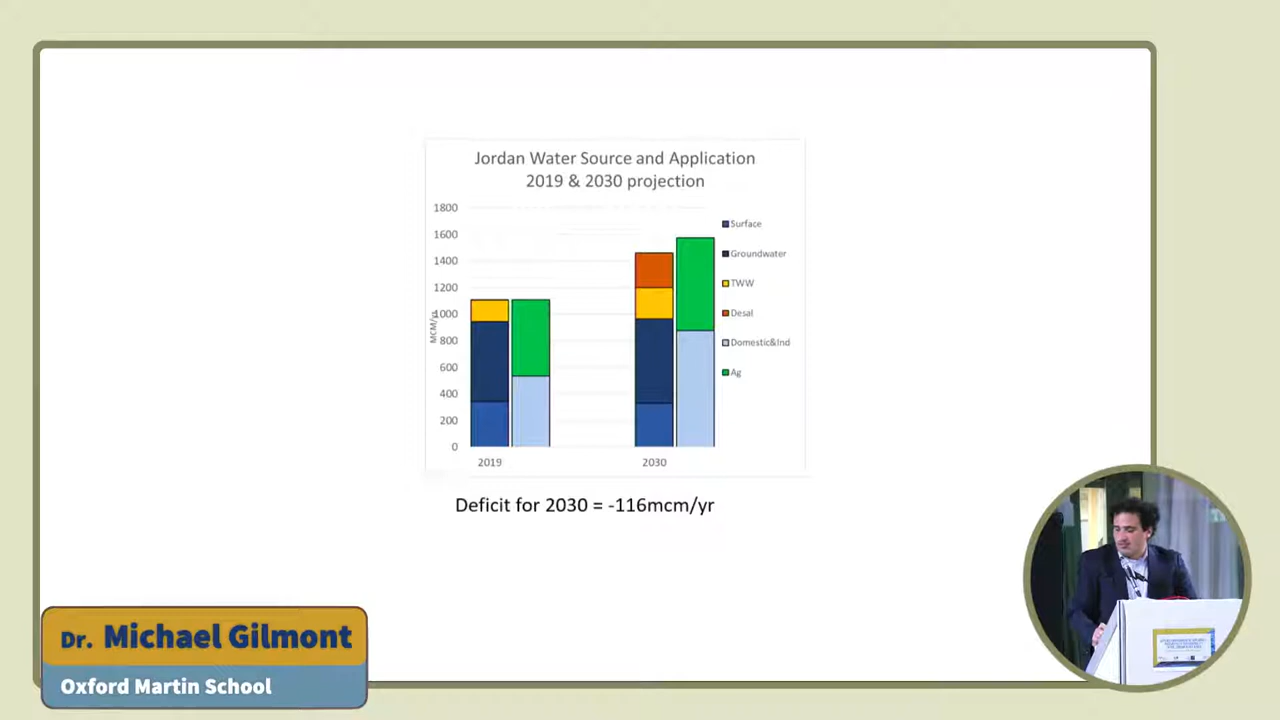 Jordan Water Source and Application
2019 & 2030 projection
1800
1600
1400
1200
1000
800
600
400
200
0
MCM/yr
2019
2030
Surface
Groundwater
TWW
Desal
Domestic&Ind
Ag
Deficit for 2030 = -116mcm/yr
Dr. Michael Gilmont
Oxford Martin School